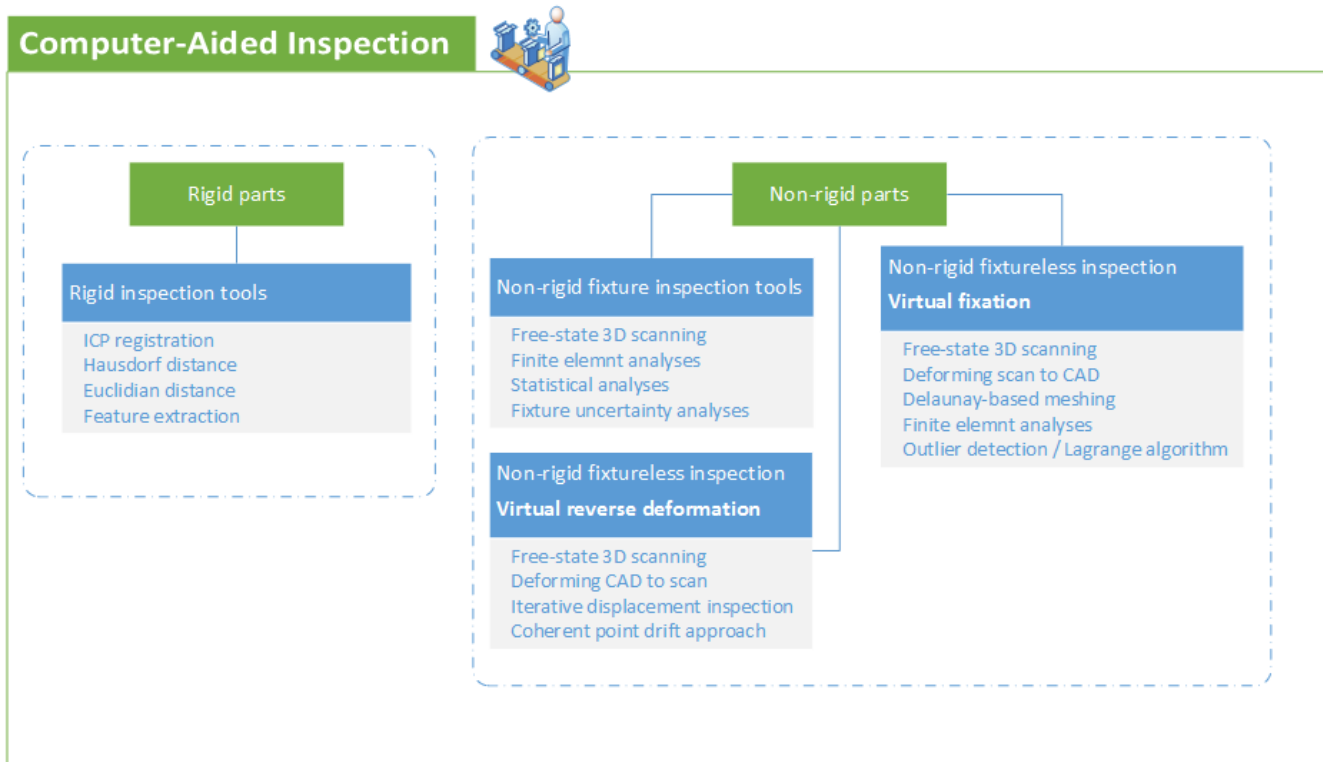 Computer-Aided Inspection
Rigid parts
Rigid inspection tools
ICP registration
Hausdorf distance
Euclidian distance
Feature extraction
Non-rigid parts
Non-rigid fixture inspection tools
Free-state 3D scanning
Finite elemnt analyses
Statistical analyses
Fixture uncertainty analyses
Non-rigid fixtureless inspection
Virtual reverse deformation
Free-state 3D scanning
Deforming CAD to scan
Iterative displacement inspection
Coherent point drift approach
Non-rigid fixtureless inspection
Virtual fixation
Free-state 3D scanning
Deforming scan to CAD
Delaunay-based meshing
Finite elemnt analyses
Outlier detection / Lagrange algorithm